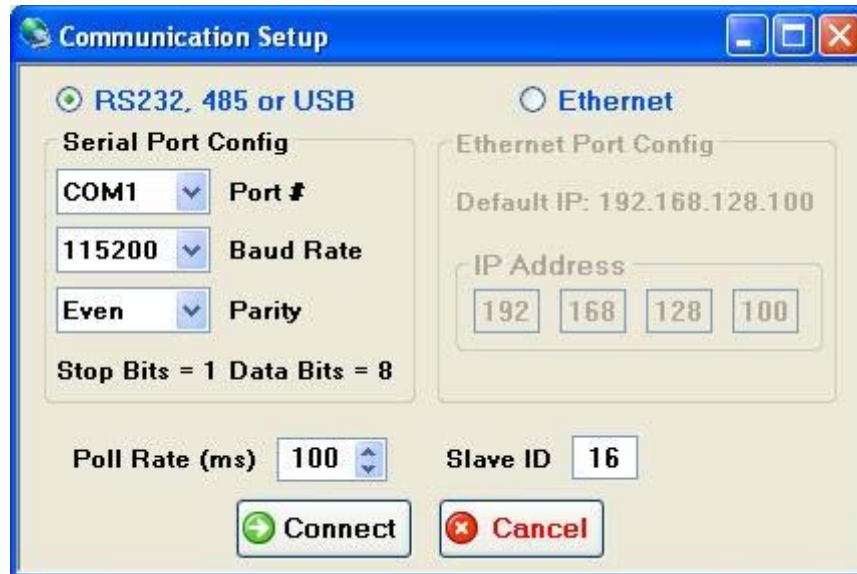 Communication Setup
RS232, 485 or USB
Ethernet
Serial Port Config
COM1 Port #
115200 Baud Rate
Even Parity
Stop Bits = 1 Data Bits = 8
Ethernet Port Config
Default IP: 192.168.128.100
IP Address
192 168 128 100
Poll Rate (ms) 100 Slave ID 16
Connect Cancel